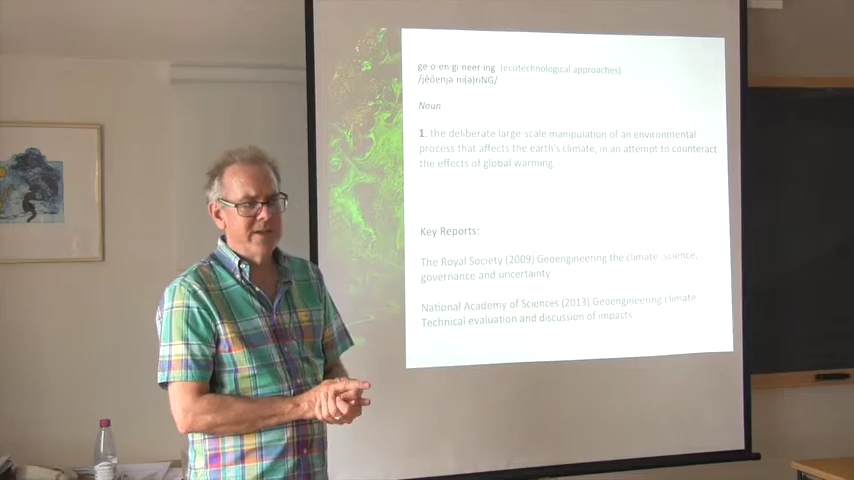 ge·o·en·gi·neer·ing (ecotechnological approaches)
/jēōenjə ni(ə)riNG/
Noun
1. the deliberate large-scale manipulation of an environmental
process that affects the earth's climate, in an attempt to counteract
the effects of global warming.
Key Reports:
The Royal Society (2009) Geoengineering the climate science,
governance and uncertainty
National Academy of Sciences (2013) Geoengineering climate
Technical evaluation and discussion of impacts